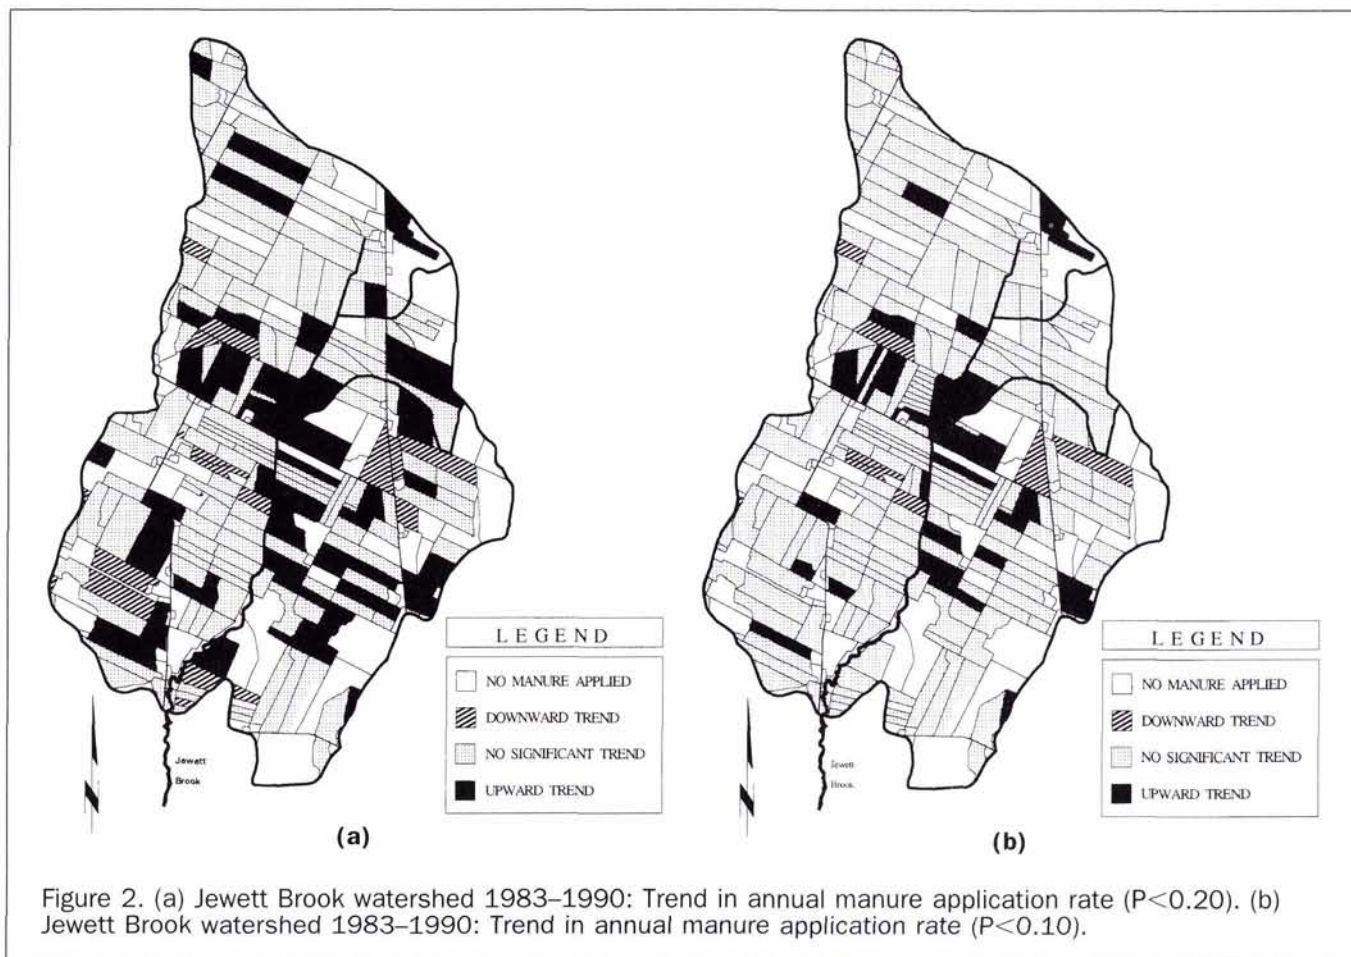 LEGEND
NO MANURE APPLIED
DOWNWARD TREND
NO SIGNIFICANT TREND
UPWARD TREND
Jewett
Brook
(a)
LEGEND
NO MANURE APPLIED
DOWNWARD TREND
NO SIGNIFICANT TREND
UPWARD TREND
Jewett
Brook
(b)
Figure 2. (a) Jewett Brook watershed 1983–1990: Trend in annual manure application rate (P<0.20). (b)
Jewett Brook watershed 1983–1990: Trend in annual manure application rate (P<0.10).